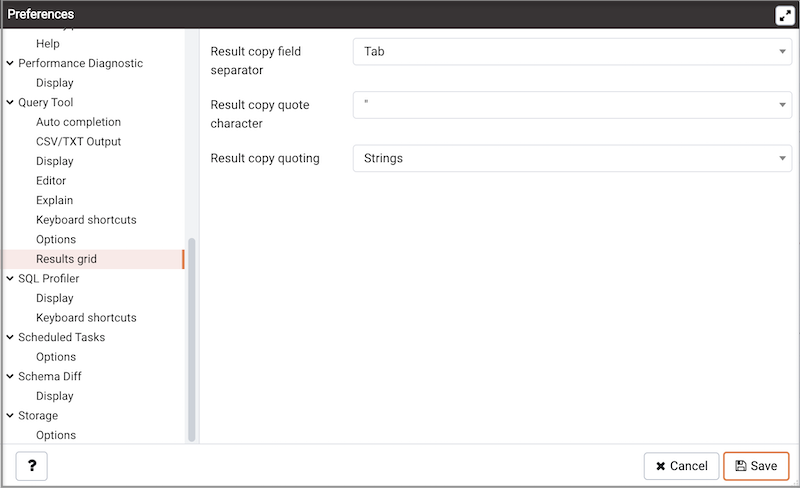 Preferences
Help
Performance Diagnostic
Display
Query Tool
Auto completion
CSV/TXT Output
Display
Editor
Explain
Keyboard shortcuts
Options
Results grid
SQL Profiler
Display
Keyboard shortcuts
Scheduled Tasks
Options
Schema Diff
Display
Storage
Options
Result copy field
separator
Tab
Result copy quote
character
"
Result copy quoting
Strings
?
Cancel
Save